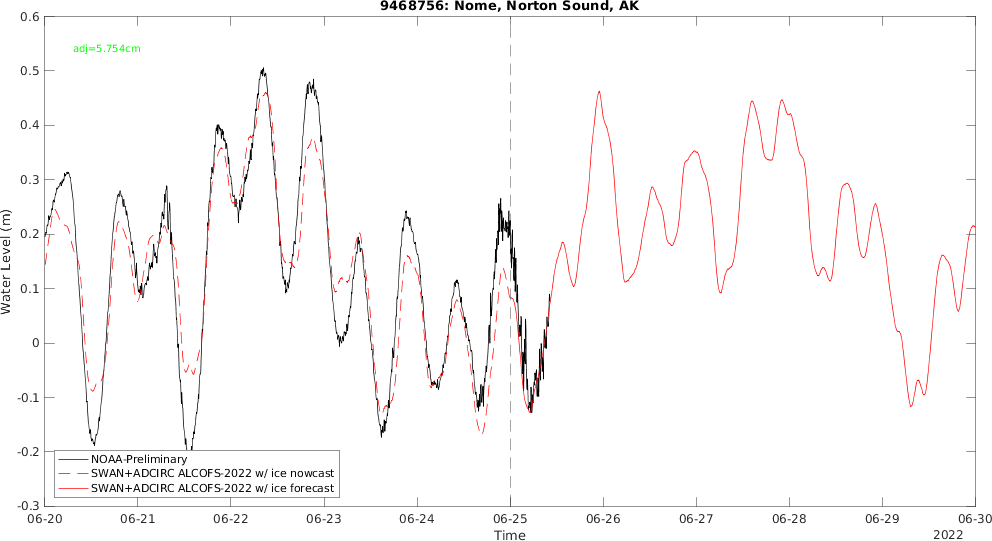 9468756: Nome, Norton Sound, AK
adj=5.754cm
Water Level (m)
0.6
0.5
0.4
0.3
0.2
0.1
0
-0.1
-0.2
-0.3
NOAA-Preliminary
SWAN+ADCIRC ALCOFS-2022 w/ ice nowcast
SWAN+ADCIRC ALCOFS-2022 w/ ice forecast
06-20 06-21 06-22 06-23 06-24 06-25 06-26 06-27 06-28 06-29 06-30
Time
2022